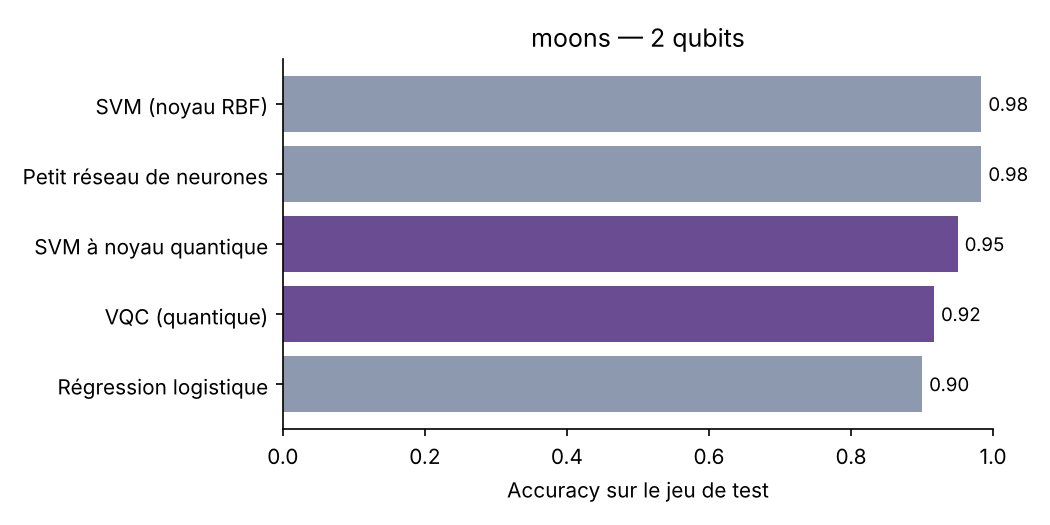 moons — 2 qubits
SVM (noyau RBF)
0.98
Petit réseau de neurones
0.98
SVM à noyau quantique
0.95
VQC (quantique)
0.92
Régression logistique
0.90
0.0 0.2 0.4 0.6 0.8 1.0
Accuracy sur le jeu de test